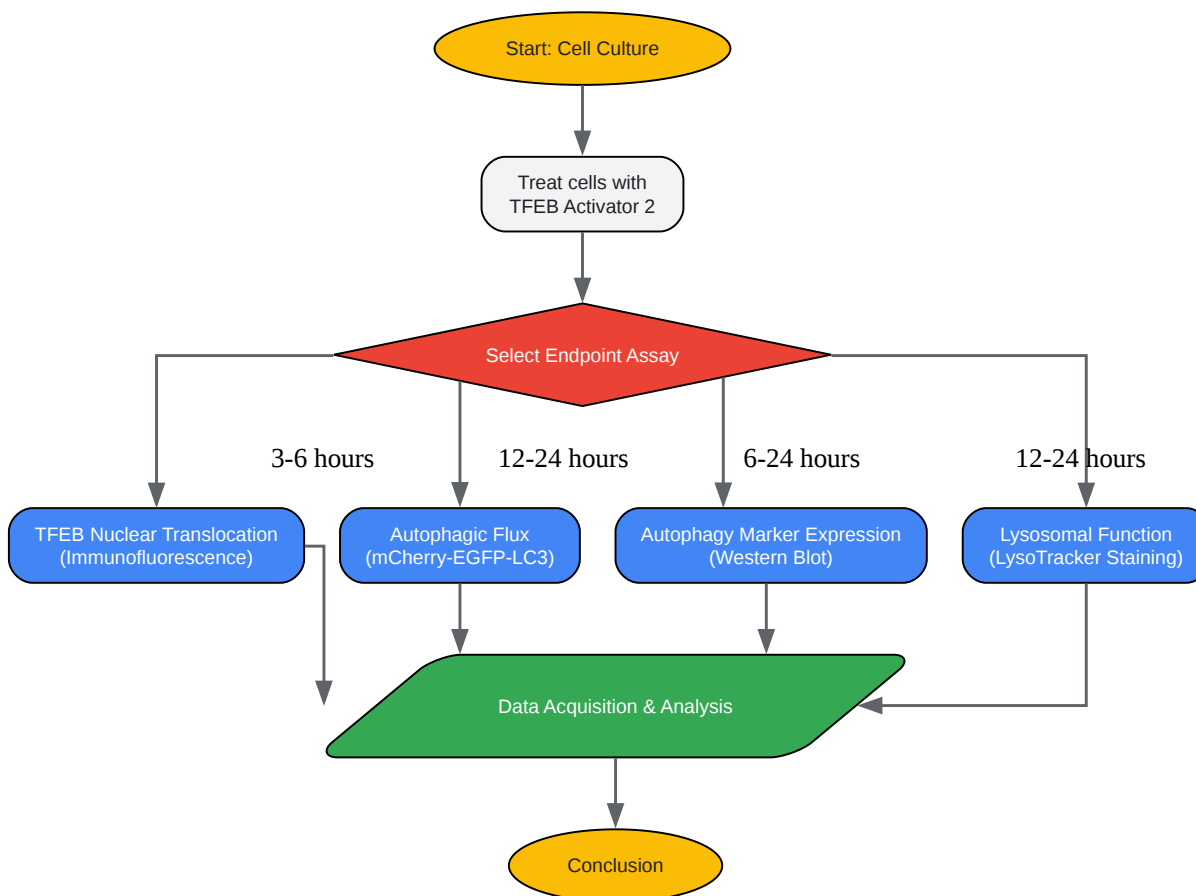 Start: Cell Culture
Treat cells with
TFEB Activator 2
Select Endpoint Assay
3-6 hours
12-24 hours
6-24 hours
12-24 hours
TFEB Nuclear Translocation
(Immunofluorescence)
Autophagic Flux
(mCherry-EGFP-LC3)
Autophagy Marker Expression
(Western Blot)
Lysosomal Function
(LysoTracker Staining)
Data Acquisition & Analysis
Conclusion